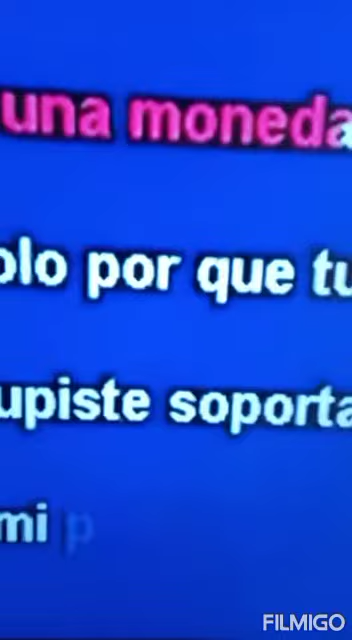 una moneda
olo por que tu
upiste soporta
mi p
FILMIGO